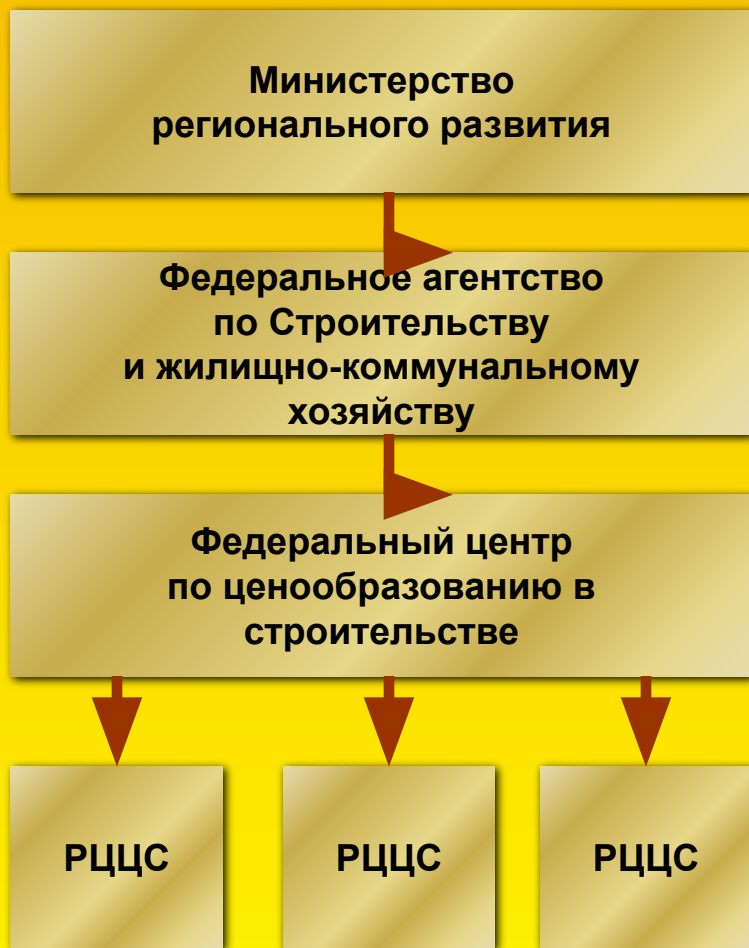 Министерство
регионального развития
Федеральное агентство
по Строительству
и жилищно-коммунальному
хозяйству
Федеральный центр
по ценообразованию в
строительстве
РЦЦС
РЦЦС
РЦЦС